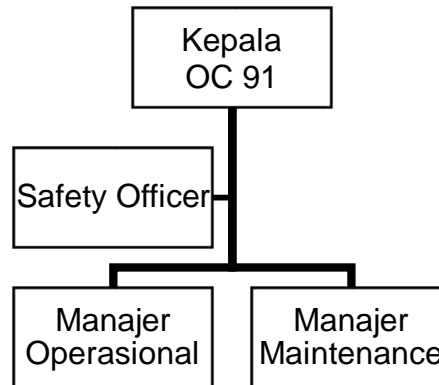 Kepala
OC 91
Safety Officer
Manajer
Operasional
Manajer
Maintenance